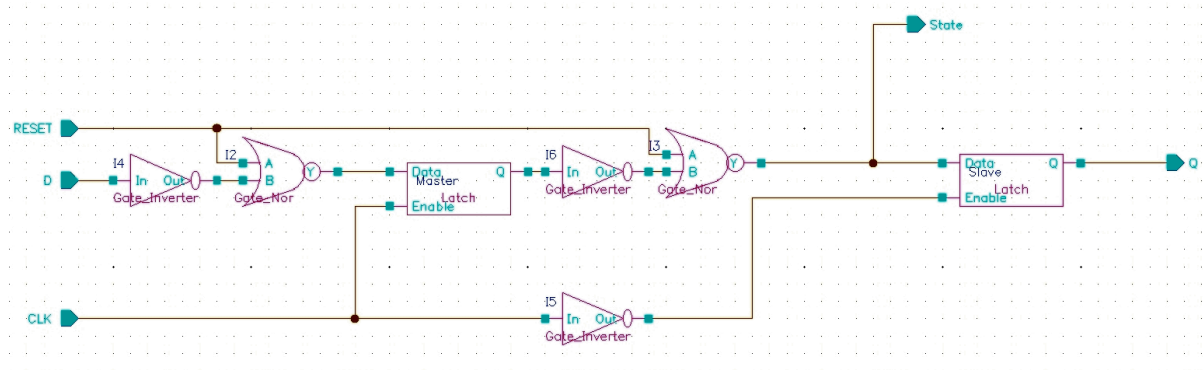 State
RESET
I4
I2
A
Y
B
I6
I3
A
Y
B
D
In
Out
Gate_Inverter
Gate_Nor
Data
Q
Master
Latch
Enable
In
Out
Gate_Inverter
Gate_Nor
Data
Q
Slave
Latch
Enable
Q
CLK
I5
In
Out
Gate_Inverter